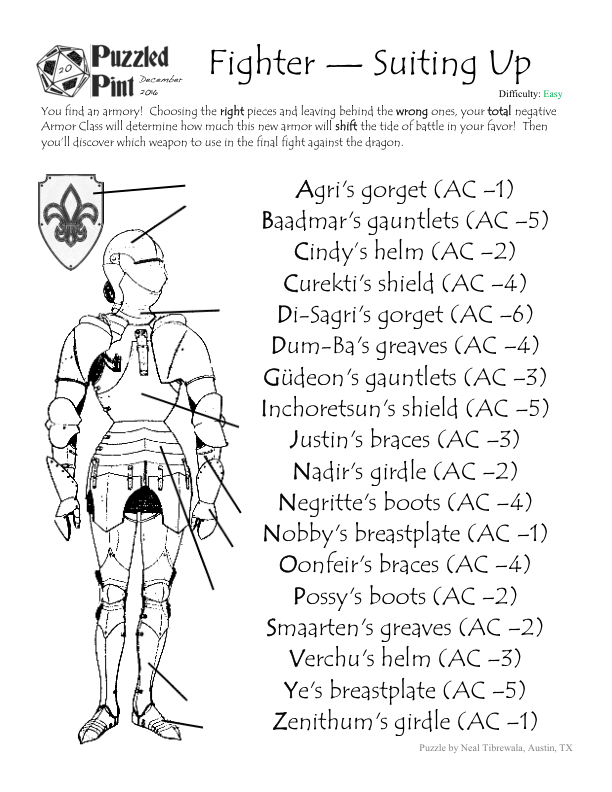 Puzzled
Pint
December
2016
20
Fighter — Suiting Up
Difficulty: Easy
You find an armory! Choosing the right pieces and leaving behind the wrong ones, your total negative
Armor Class will determine how much this new armor will shift the tide of battle in your favor! Then
you'll discover which weapon to use in the final fight against the dragon.
Agri's gorget (AC –1)
Baadmar's gauntlets (AC –5)
Cindy's helm (AC –2)
Curekti's shield (AC –4)
Di-Sagri's gorget (AC –6)
Dum-Ba's greaves (AC –4)
Güdeon's gauntlets (AC –3)
Inchoretsun's shield (AC –5)
Justin's braces (AC –3)
Nadir's girdle (AC –2)
Negritte's boots (AC –4)
Nobby's breastplate (AC –1)
Oonfeir's braces (AC –4)
Possy's boots (AC –2)
Smaarten's greaves (AC –2)
Verchu's helm (AC –3)
Ye's breastplate (AC –5)
Zenithum's girdle (AC –1)
Puzzle by Neal Tibrewala, Austin, TX